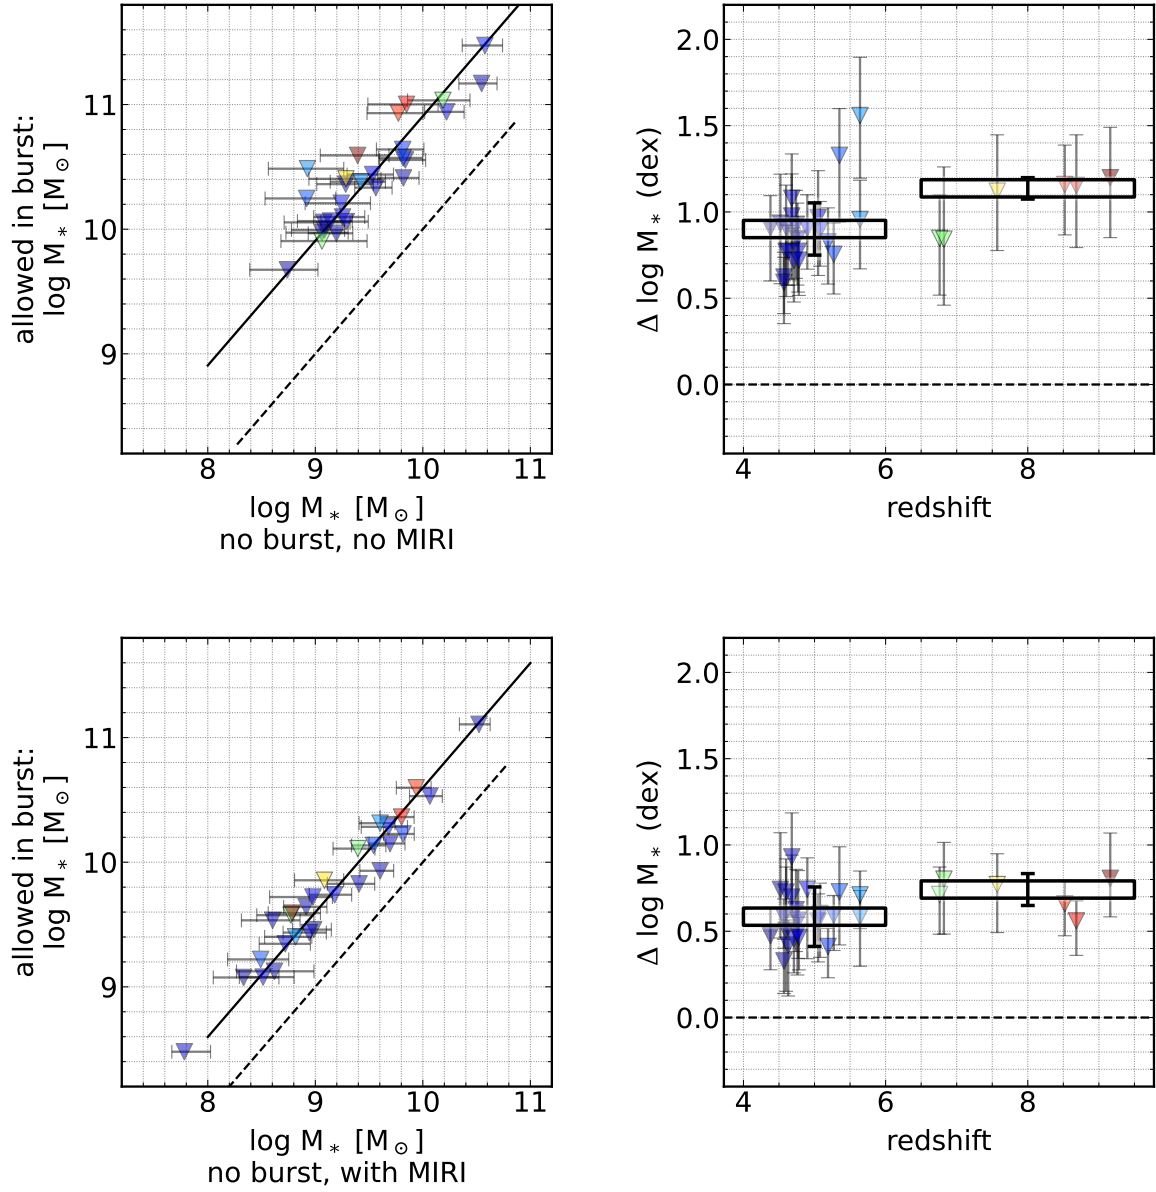 allowed in burst:
log M∗ [M⊙]
11
10
9
8 9 10 11
log M∗ [M⊙]
no burst, no MIRI
Δ log M∗ (dex)
2.0
1.5
1.0
0.5
0.0
4 6 8
redshift
allowed in burst:
log M∗ [M⊙]
11
10
9
8 9 10 11
log M∗ [M⊙]
no burst, with MIRI
Δ log M∗ (dex)
2.0
1.5
1.0
0.5
0.0
4 6 8
redshift